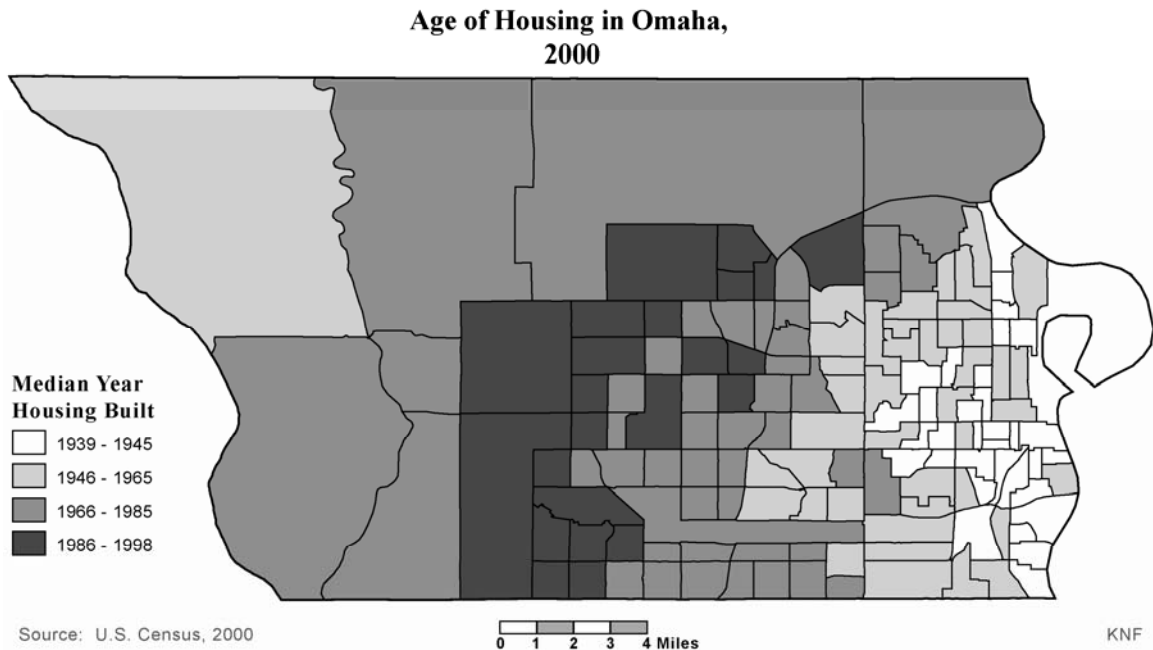 Age of Housing in Omaha,
2000
Median Year
Housing Built
1939 - 1945
1946 - 1965
1966 - 1985
1986 - 1998
Source: U.S. Census, 2000
0 1 2 3 4 Miles
KNF